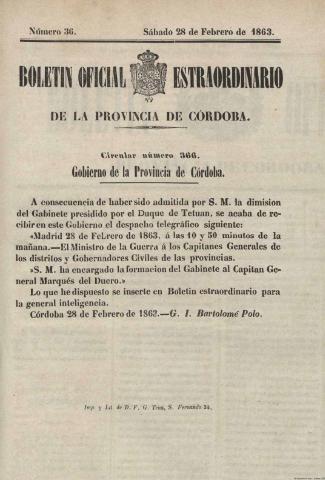 Número 36. Sábado 28 de Febrero de 1863.
BOLETIN OFICIAL ESTRAORDINARIO
DE LA PROVINCIA DE CÓRDOBA.
Circular número 366.
Gobierno de la Provincia de Córdoba.
A consecuencia de haber sido admitida por S. M. la dimision
del Gabinete presidido por el Duque de Tetuan, se acaba de re-
cibir en este Gobierno el despacho telegráfico siguiente:
«Madrid 28 de Febrero de 1863, á las 10 y 50 minutos de la
mañana.—El Ministro de la Guerra á los Capitanes Generales de
los distritos y Gobernadores Civiles de las provincias.
»S. M. ha encargado la formacion del Gabinete al Capitan Ge-
neral Marqués del Duero.»
Lo que he dispuesto se inserte en Boletin estraordinario para
la general inteligencia.
Córdoba 28 de Febrero de 1863.—G. I. Bartolomé Polo.
Imp. y Lit. de D. F. G. Tena, S. Fernando 34.